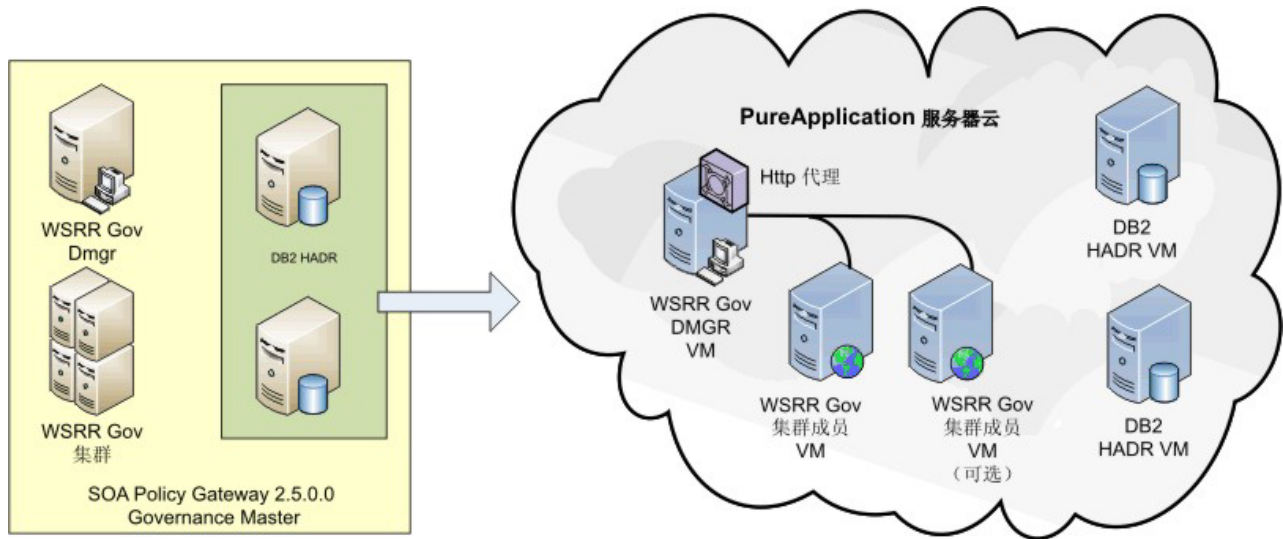 WSRR Gov
Dmgr
WSRR Gov
集群
DB2 HADR
SOA Policy Gateway 2.5.0.0
Governance Master
PureApplication 服务器云
Http 代理
WSRR Gov
DMGR
VM
WSRR Gov
集群成员
VM
WSRR Gov
集群成员
VM
（可选）
DB2
HADR VM
DB2
HADR VM